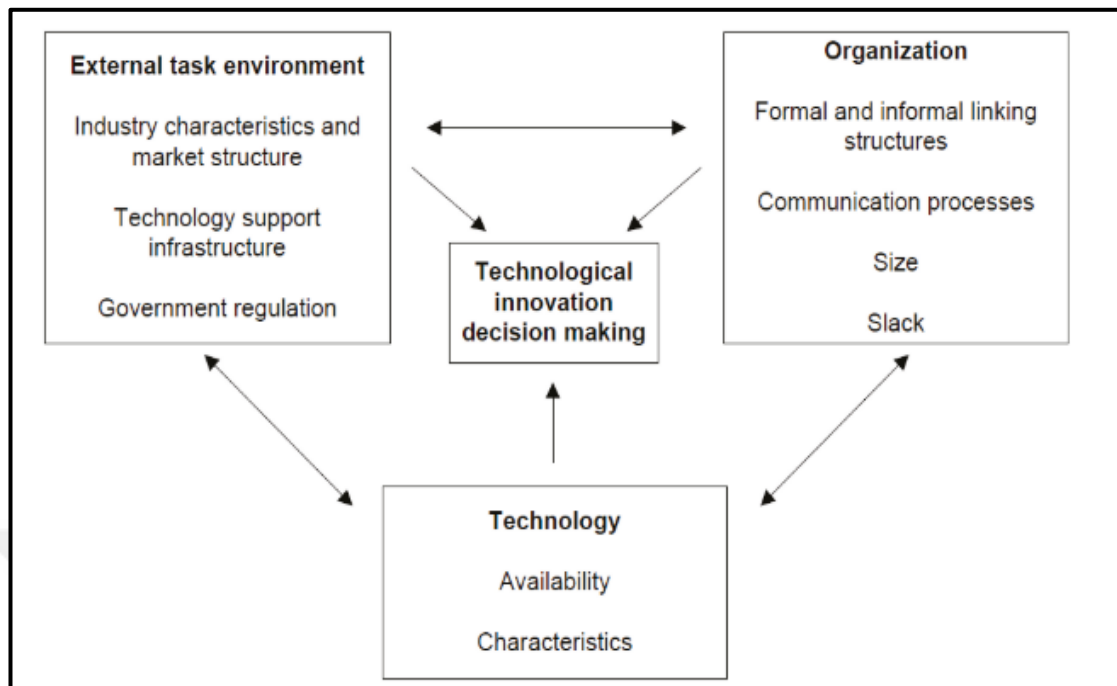 External task environment
Industry characteristics and
market structure
Technology support
infrastructure
Government regulation
Organization
Formal and informal linking
structures
Communication processes
Size
Slack
Technological
innovation
decision making
Technology
Availability
Characteristics